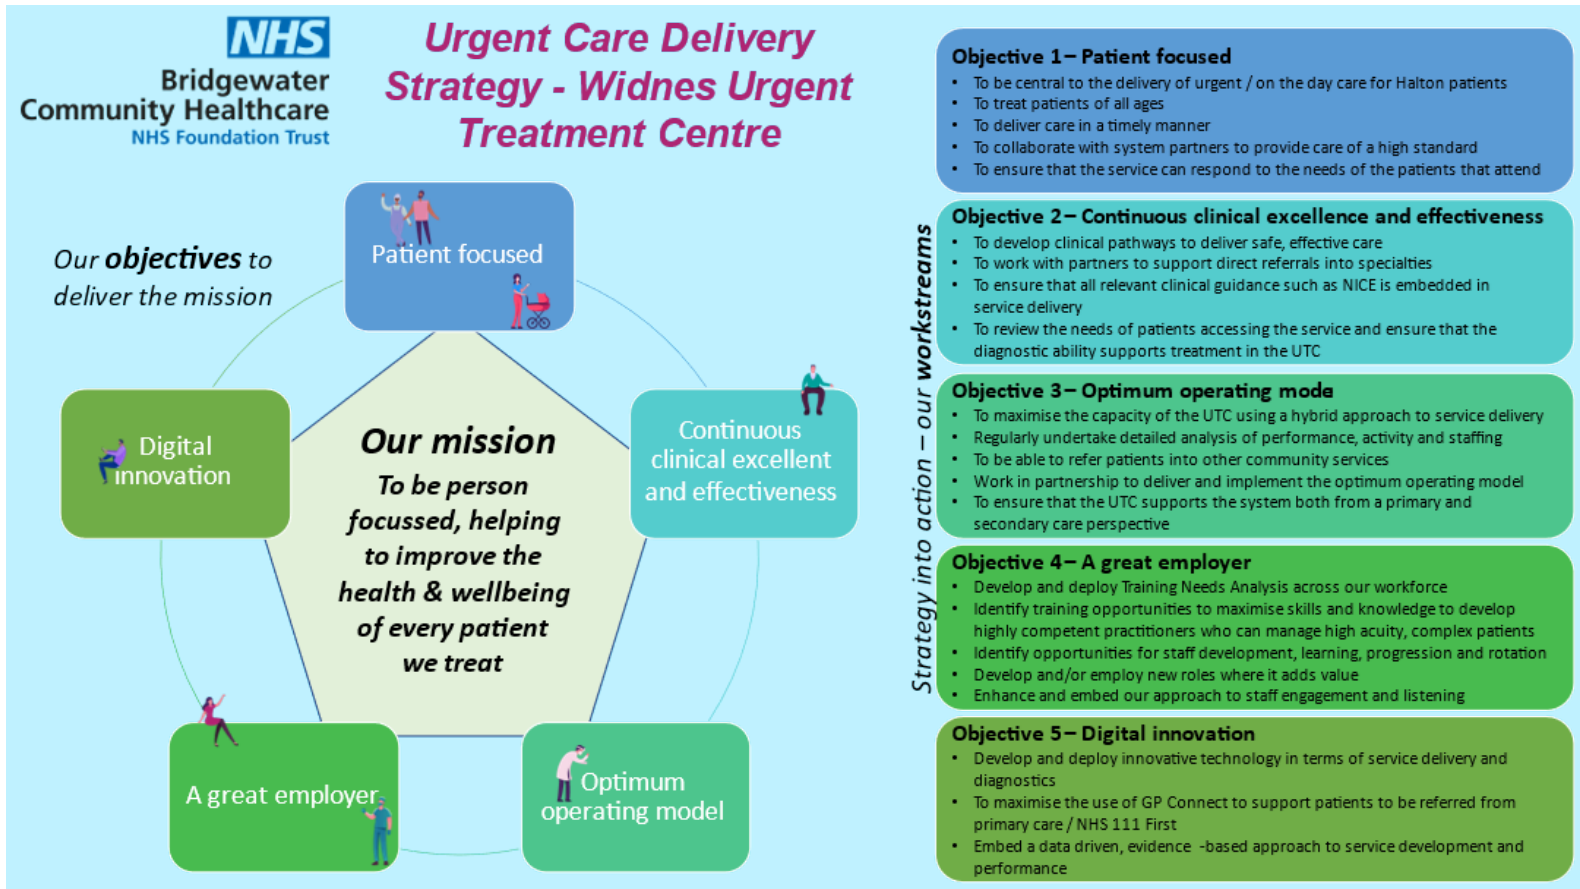 NHS
Bridgewater
Community Healthcare
NHS Foundation Trust
Urgent Care Delivery
Strategy - Widnes Urgent
Treatment Centre
Our objectives to
deliver the mission
Patient focused
Continuous
clinical excellent
and effectiveness
Optimum
operating model
A great employer
Digital
innovation
Our mission
To be person
focussed, helping
to improve the
health & wellbeing
of every patient
we treat
Strategy into action – our workstreams
Objective 1 – Patient focused
• To be central to the delivery of urgent / on the day care for Halton patients
• To treat patients of all ages
• To deliver care in a timely manner
• To collaborate with system partners to provide care of a high standard
• To ensure that the service can respond to the needs of the patients that attend
Objective 2 – Continuous clinical excellence and effectiveness
• To develop clinical pathways to deliver safe, effective care
• To work with partners to support direct referrals into specialties
• To ensure that all relevant clinical guidance such as NICE is embedded in
service delivery
• To review the needs of patients accessing the service and ensure that the
diagnostic ability supports treatment in the UTC
Objective 3 – Optimum operating mode
• To maximise the capacity of the UTC using a hybrid approach to service delivery
• Regularly undertake detailed analysis of performance, activity and staffing
• To be able to refer patients into other community services
• Work in partnership to deliver and implement the optimum operating model
• To ensure that the UTC supports the system both from a primary and
secondary care perspective
Objective 4 – A great employer
• Develop and deploy Training Needs Analysis across our workforce
• Identify training opportunities to maximise skills and knowledge to develop
highly competent practitioners who can manage high acuity, complex patients
• Identify opportunities for staff development, learning, progression and rotation
• Develop and/or employ new roles where it adds value
• Enhance and embed our approach to staff engagement and listening
Objective 5 – Digital innovation
• Develop and deploy innovative technology in terms of service delivery and
diagnostics
• To maximise the use of GP Connect to support patients to be referred from
primary care / NHS 111 First
• Embed a data driven, evidence -based approach to service development and
performance